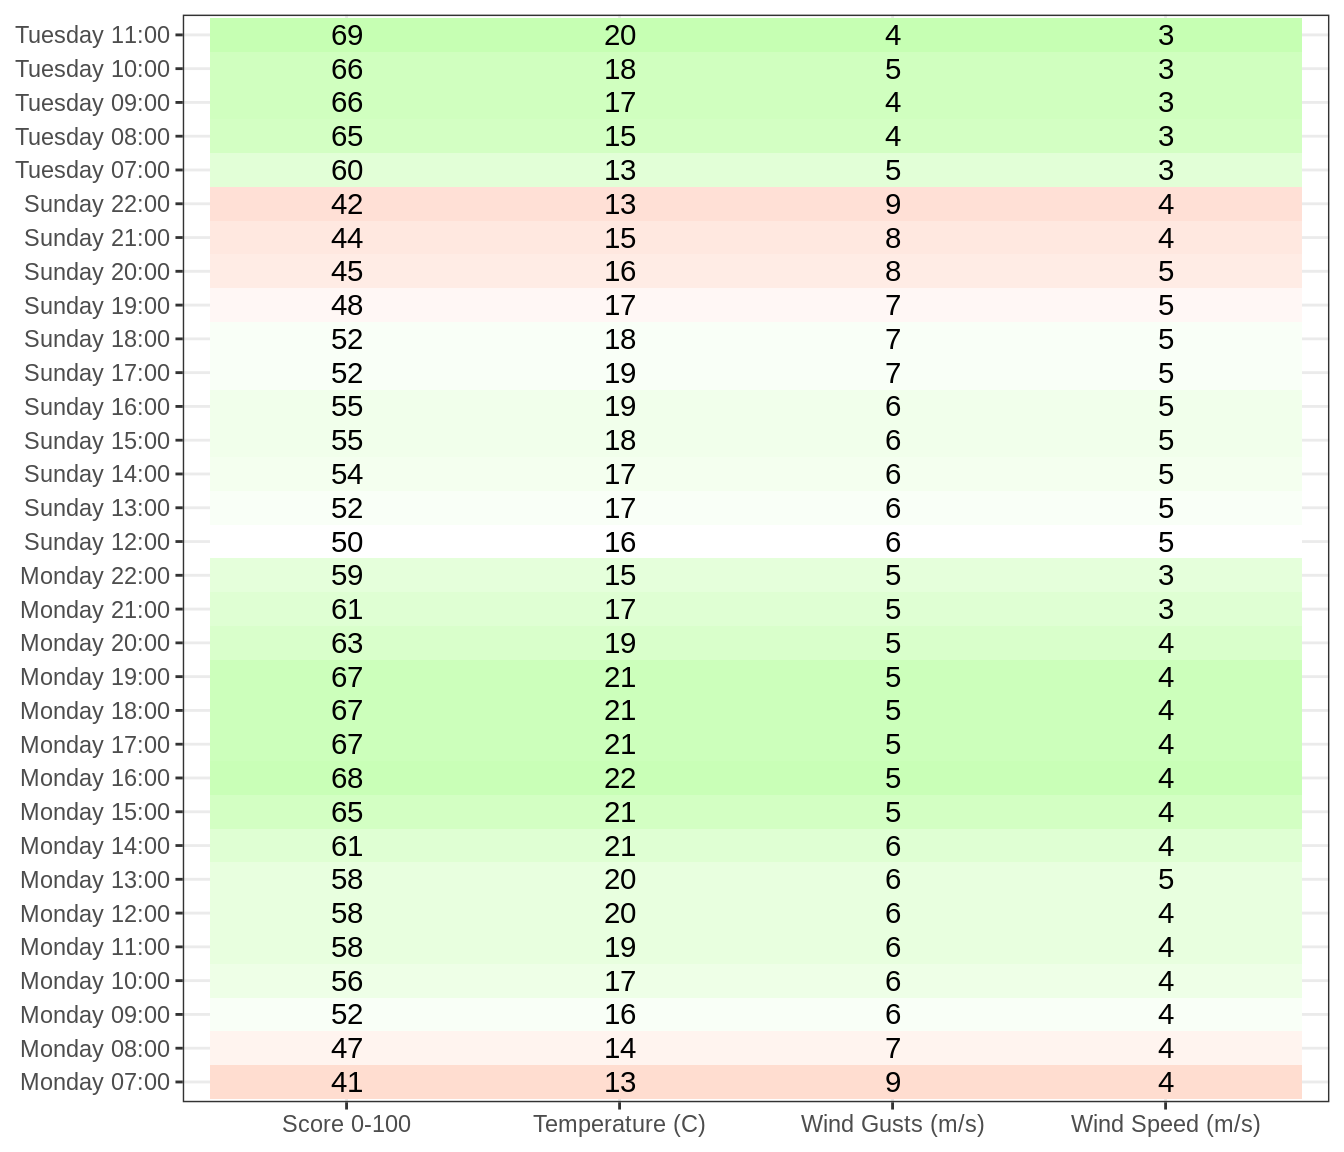 Tuesday 11:00 69 20 4 3
Tuesday 10:00 66 18 5 3
Tuesday 09:00 66 17 4 3
Tuesday 08:00 65 15 4 3
Tuesday 07:00 60 13 5 3
Sunday 22:00 42 13 9 4
Sunday 21:00 44 15 8 4
Sunday 20:00 45 16 8 5
Sunday 19:00 48 17 7 5
Sunday 18:00 52 18 7 5
Sunday 17:00 52 19 7 5
Sunday 16:00 55 19 6 5
Sunday 15:00 55 18 6 5
Sunday 14:00 54 17 6 5
Sunday 13:00 52 17 6 5
Sunday 12:00 50 16 6 5
Monday 22:00 59 15 5 3
Monday 21:00 61 17 5 3
Monday 20:00 63 19 5 4
Monday 19:00 67 21 5 4
Monday 18:00 67 21 5 4
Monday 17:00 67 21 5 4
Monday 16:00 68 22 5 4
Monday 15:00 65 21 5 4
Monday 14:00 61 21 6 4
Monday 13:00 58 20 6 5
Monday 12:00 58 20 6 4
Monday 11:00 58 19 6 4
Monday 10:00 56 17 6 4
Monday 09:00 52 16 6 4
Monday 08:00 47 14 7 4
Monday 07:00 41 13 9 4
Score 0-100 Temperature (C) Wind Gusts (m/s) Wind Speed (m/s)